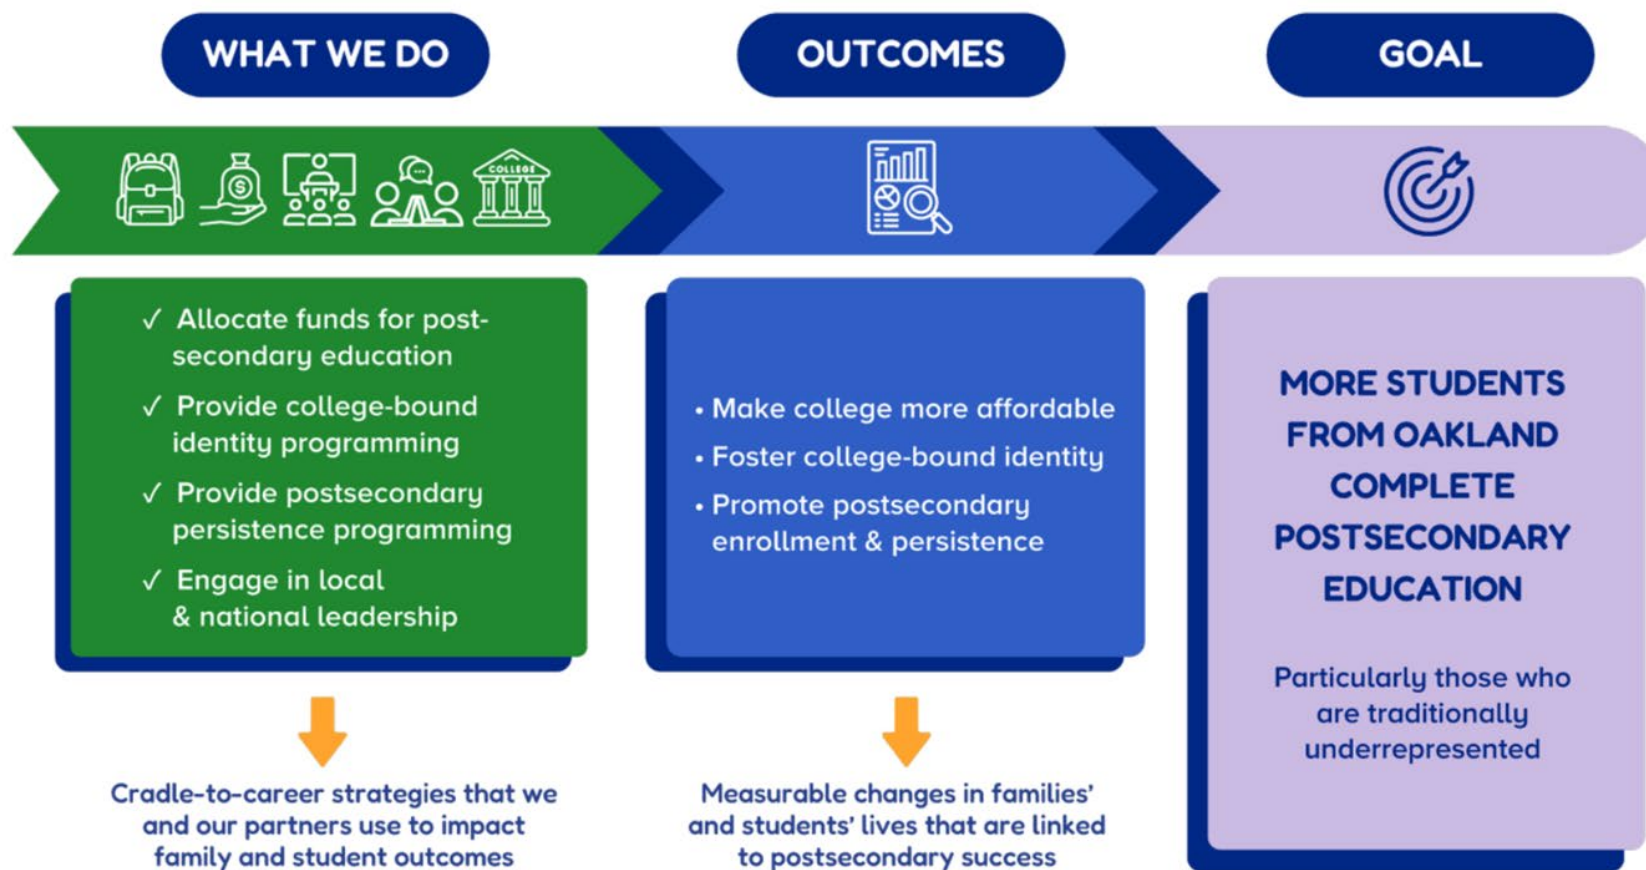 WHAT WE DO
OUTCOMES
GOAL
COLLEGE
✓ Allocate funds for post-
secondary education
✓ Provide college-bound
identity programming
✓ Provide postsecondary
persistence programming
✓ Engage in local
& national leadership
Cradle-to-career strategies that we
and our partners use to impact
family and student outcomes
• Make college more affordable
• Foster college-bound identity
• Promote postsecondary
enrollment & persistence
Measurable changes in families'
and students' lives that are linked
to postsecondary success
MORE STUDENTS
FROM OAKLAND
COMPLETE
POSTSECONDARY
EDUCATION
Particularly those who
are traditionally
underrepresented